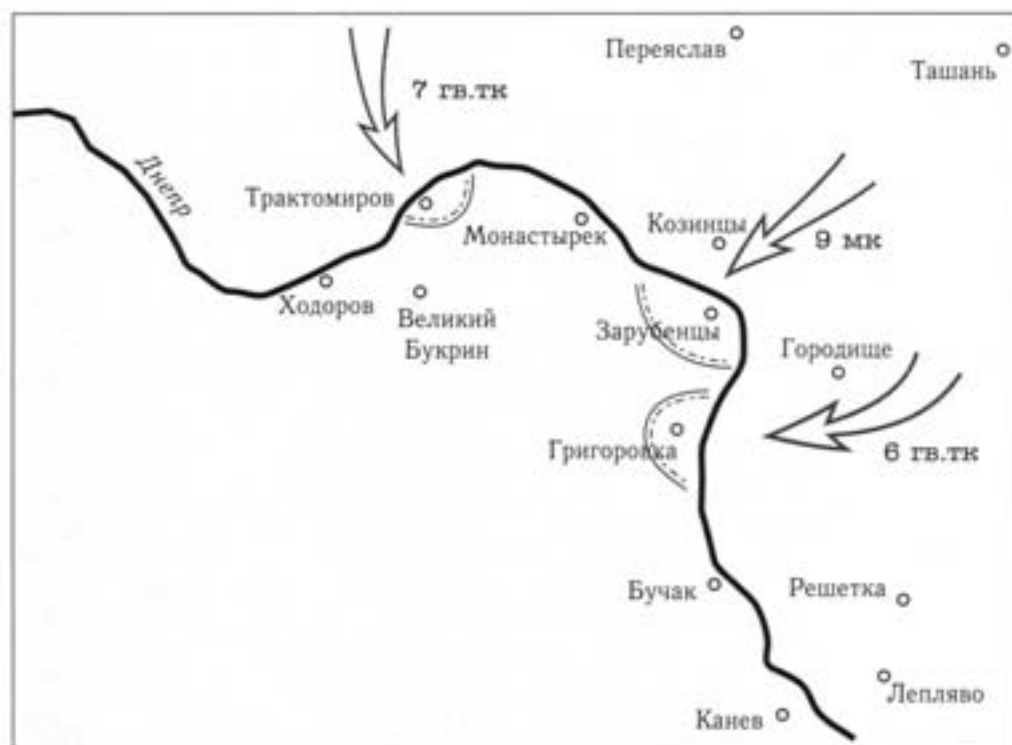 Переяслав
Ташань
7 гв.тк
Днепр
Трактомиров
Монастырек
Козинцы
9 мк
Ходоров
Великий
Букрин
Зарубенцы
Городище
Григоровка
6 гв.тк
Бучак
Решетка
Лепляво
Канев